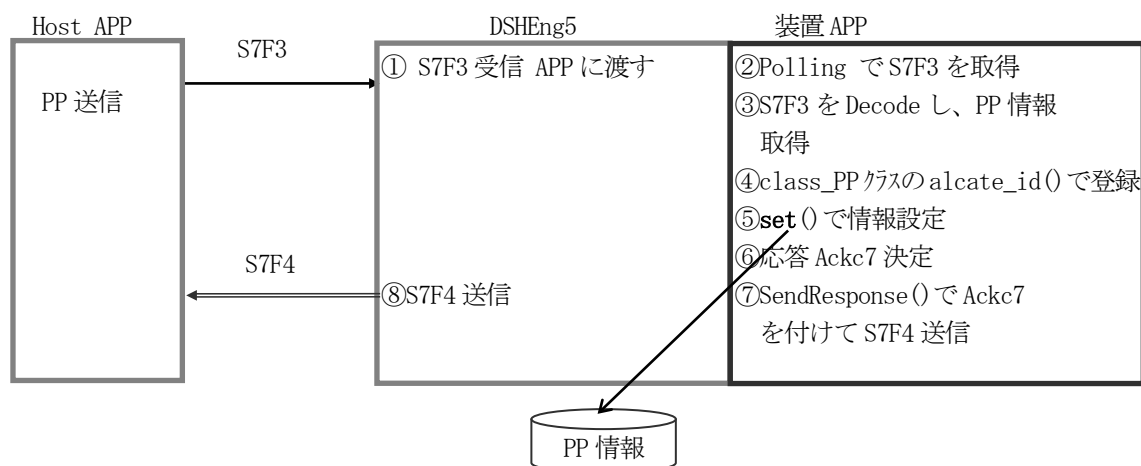 Host APP
DSHEng5
装置 APP
S7F3
PP 送信
① S7F3 受信 APP に渡す
②Polling で S7F3 を取得
③S7F3 を Decode し、PP 情報
取得
④class_PP クラスの alcate_id()で登録
⑤set()で情報設定
⑥応答 Ackc7 決定
S7F4
⑧S7F4 送信
⑦SendResponse()で Ackc7
を付けて S7F4 送信
PP 情報